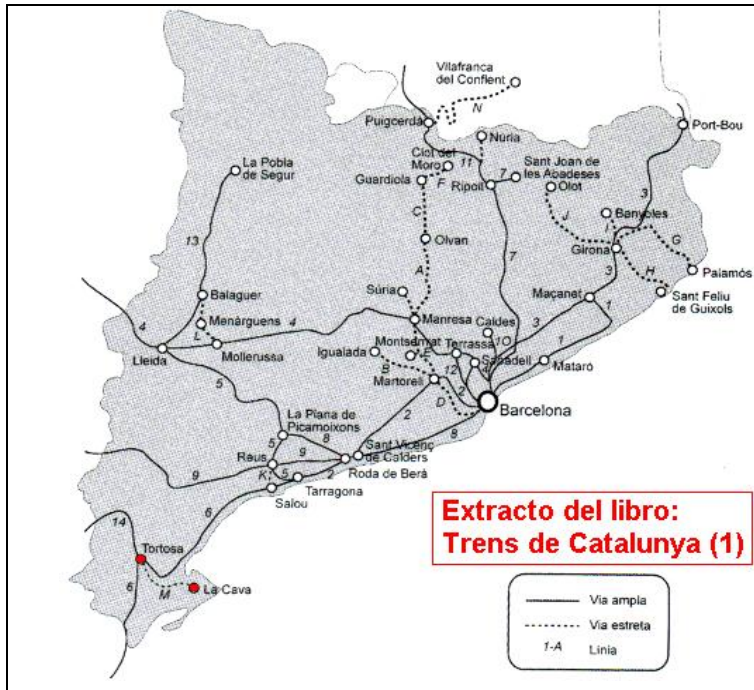 Vilafranca
del Conflent
N
Puigcerdà
Port-Bou
Núria
Clot del
Moro
11
Sant Joan de
les Abadeses
La Pobla
de Segur
Guardiola
F
Ripoll
7
Olot
3
C
Banyoles
J
I
G
Olvan
Girona
13
7
Palamós
A
H
3
Súria
Sant Feliu
de Guíxols
Balaguer
Maçanet
1
Menàrguens
4
Manresa
Caldes
4
Montserrat
Terrassa
10
3
L
Igualada
E
Sabadell
1
Lleida
Mollerussa
B
12
4
Mataró
Martorell
2
5
D
Barcelona
La Plana de
Picamoixons
2
8
5
8
Sant Vicenç
de Calders
Reus
9
9
Roda de Berà
K
5
2
Tarragona
Salou
6
14
Tortosa
La Cava
M
6
Extracto del libro:
Trens de Catalunya (1)
Via ampla
Via estreta
1-A
Línia